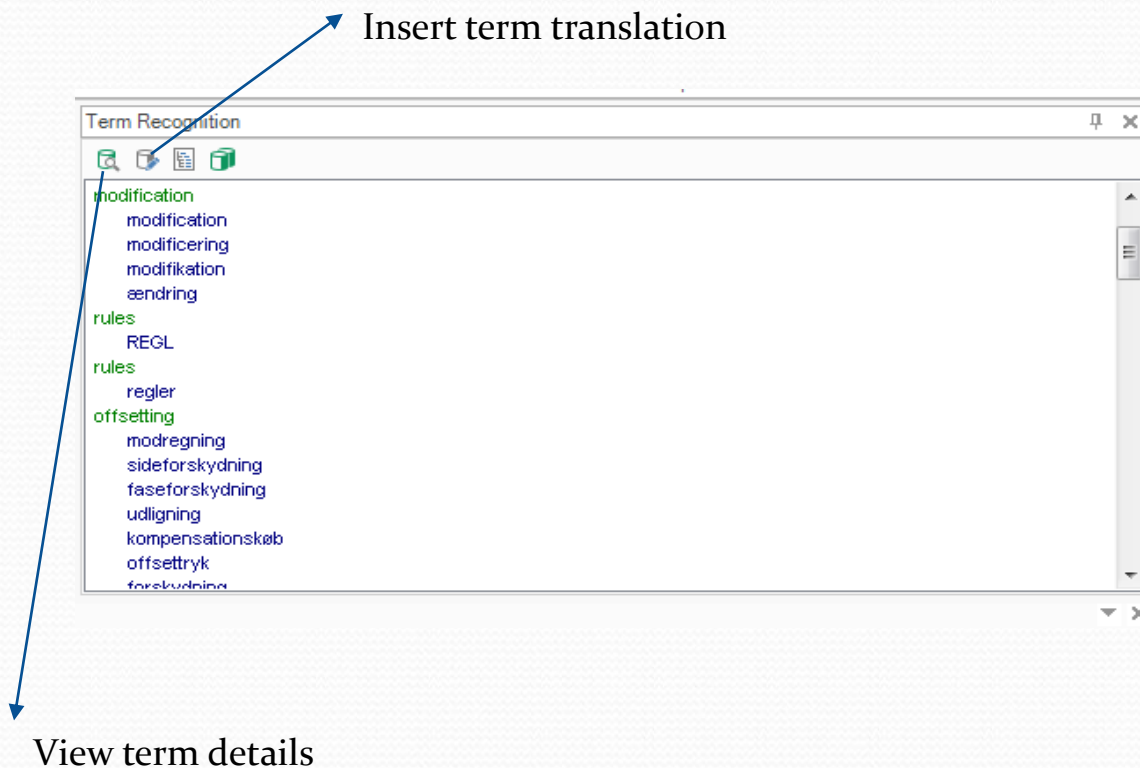 Insert term translation
Term Recognition
modification
modification
modificering
modifikation
ændring
rules
REGL
rules
regler
offsetting
modregning
sideforskydning
faseforskydning
udligning
kompensationskøb
offsettryk
forskydning
View term details